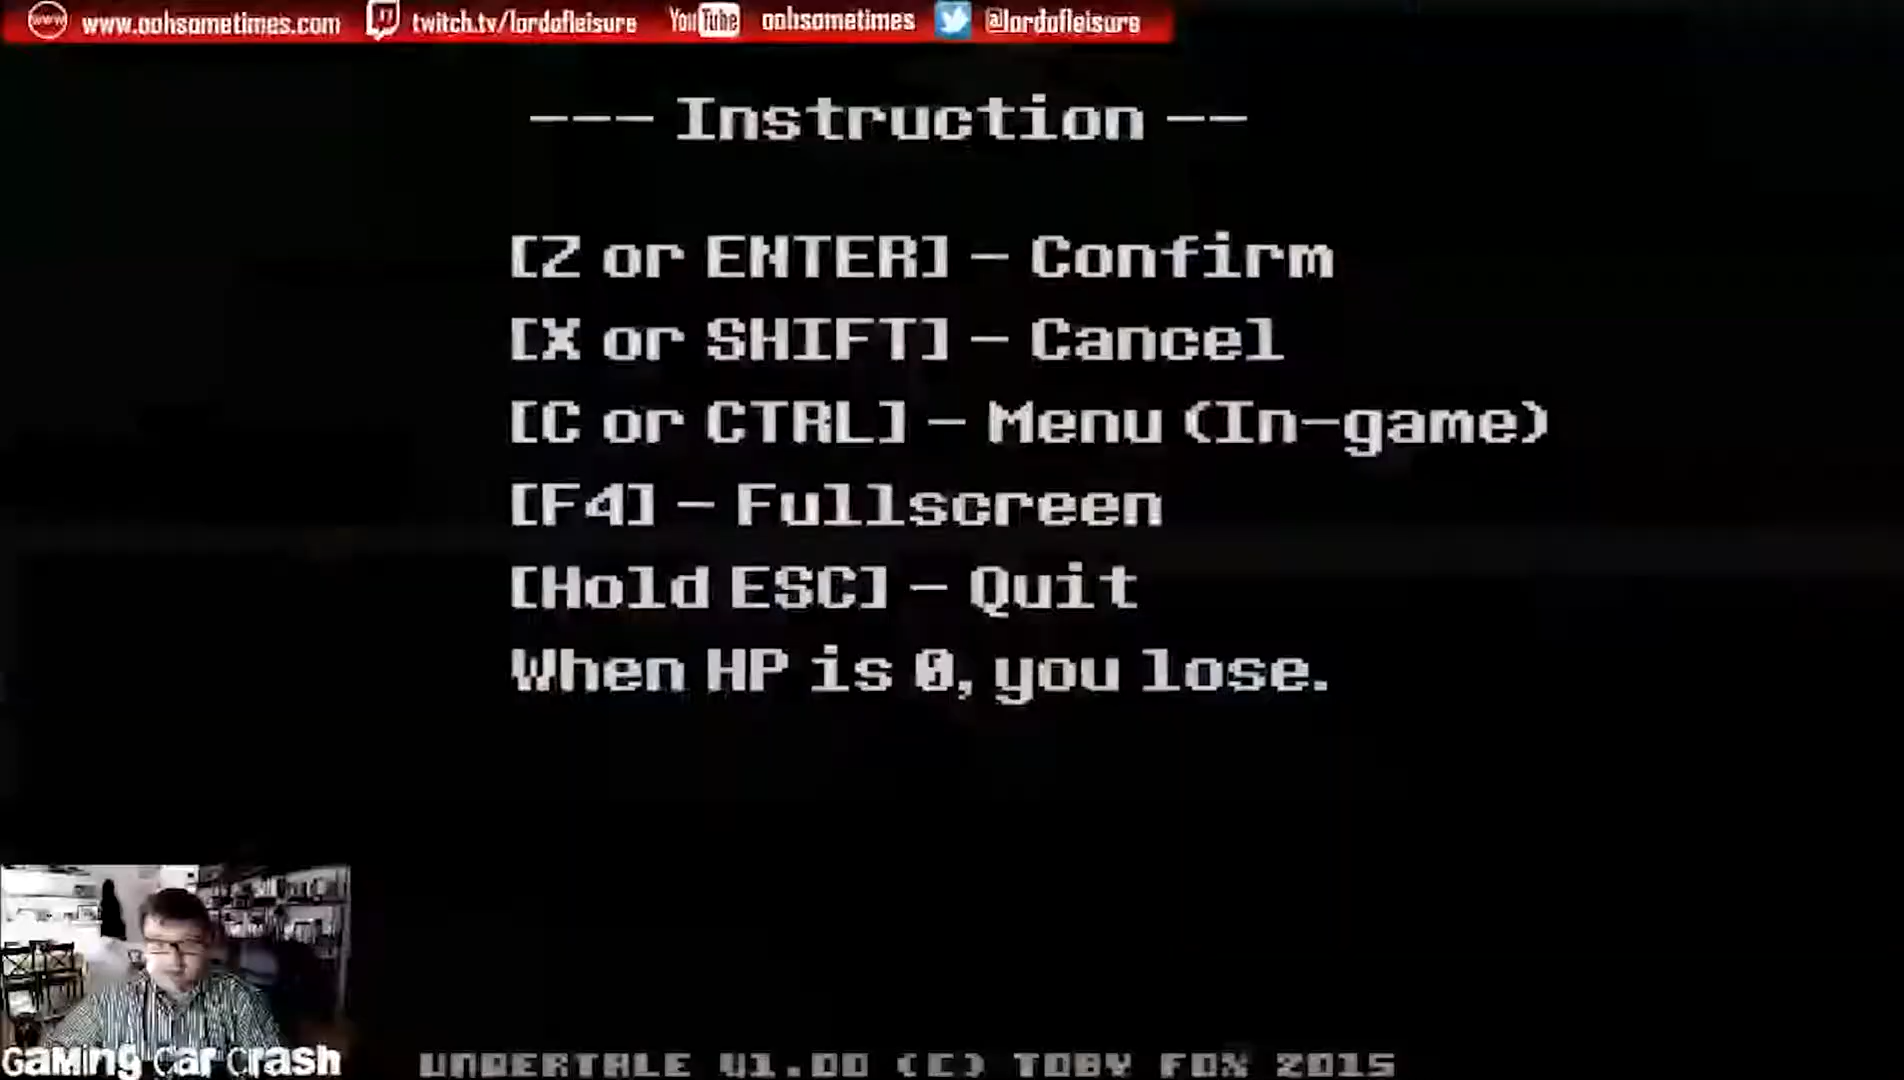 www.oohsometimes.com twitch.tv/lordofleisure YouTube oohsometimes @lordofleisure
--- Instruction --
[Z or ENTER] - Confirm
[X or SHIFT] - Cancel
[C or CTRL] - Menu (In-game)
[F4] - Fullscreen
[Hold ESC] - Quit
When HP is 0, you lose.
GaMing Car Crash
UNDERTALE V1.00 (C) TOBY FOX 2015